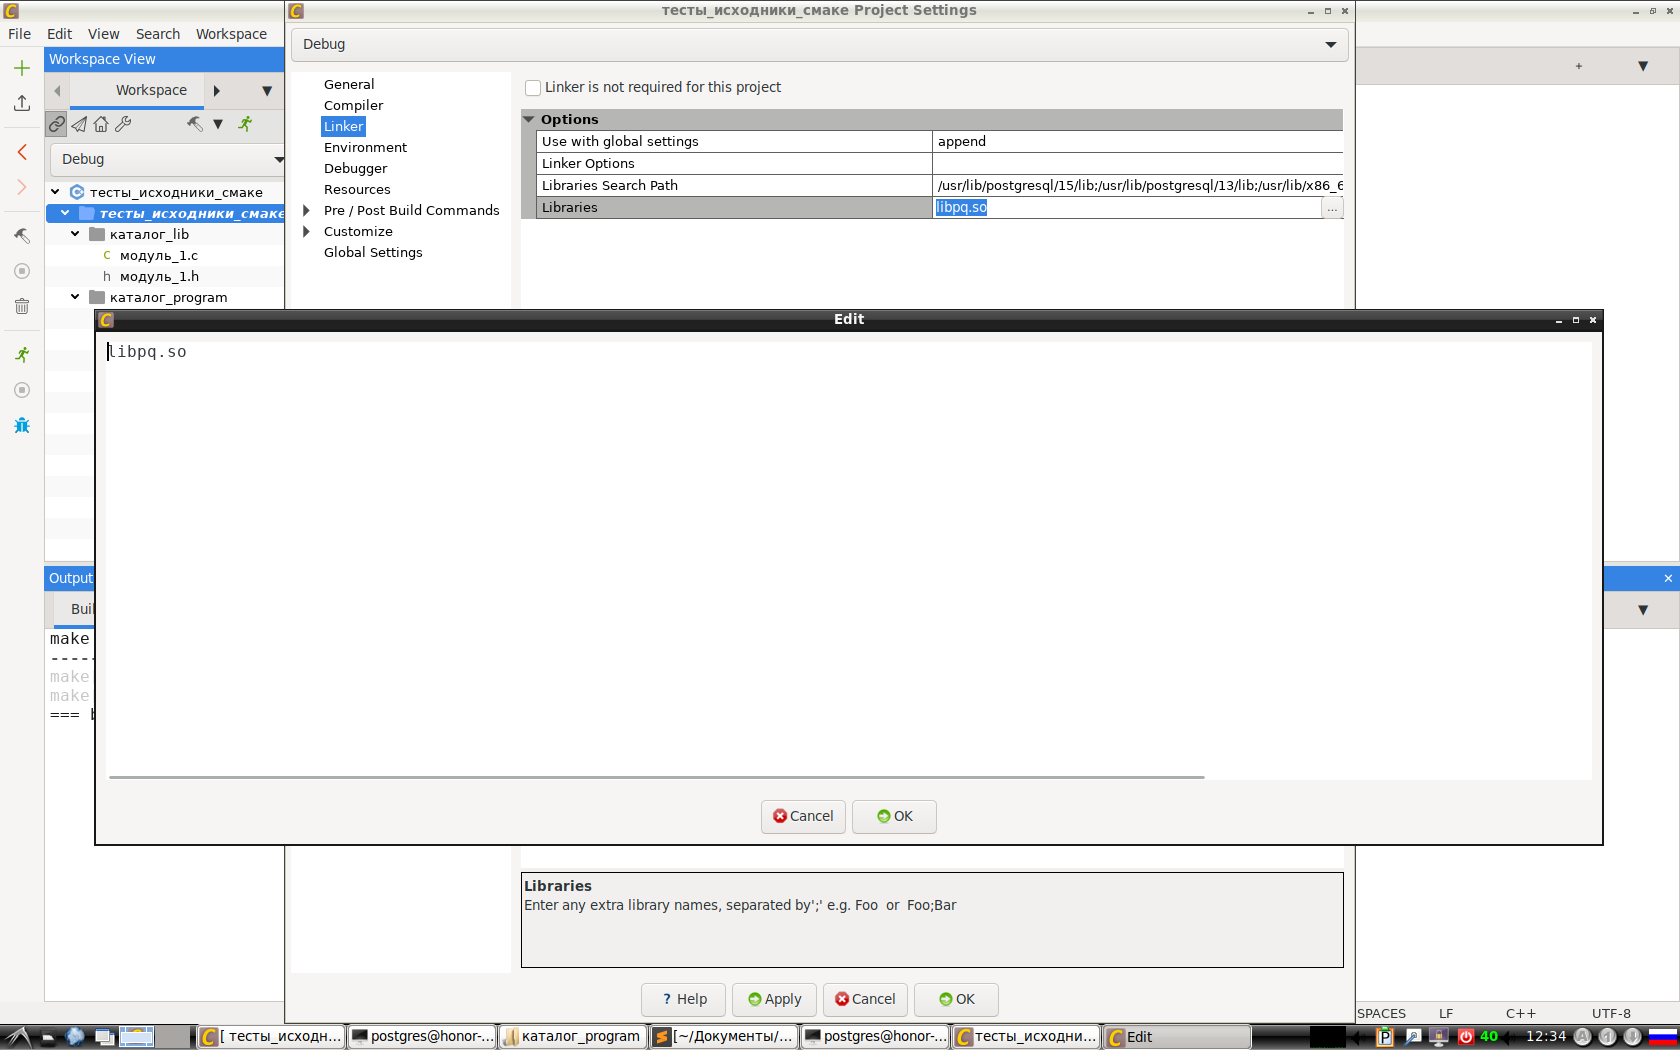 тесты_исходники_смаке Project Settings
File Edit View Search Workspace
Debug
Workspace View
Workspace
Debug
тесты_исходники_смаке
тесты_исходники_смаке
каталог_lib
c модуль_1.c
h модуль_1.h
каталог_program
General
Compiler
Linker
Environment
Debugger
Resources
Pre / Post Build Commands
Customize
Global Settings
Linker is not required for this project
Options
Use with global settings append
Linker Options
Libraries Search Path /usr/lib/postgresql/15/lib;/usr/lib/postgresql/13/lib;/usr/lib/x86_6
Libraries libpq.so ...
Edit
libpq.so
Cancel OK
Output
Buil
make
-----
make
make
===
Libraries
Enter any extra library names, separated by';' e.g. Foo or Foo;Bar
? Help Apply Cancel OK
SPACES LF C++ UTF-8
[ тесты_исходн... postgres@honor-... каталог_program [~/Документы/... postgres@honor-... тесты_исходни... Edit 40 12:34